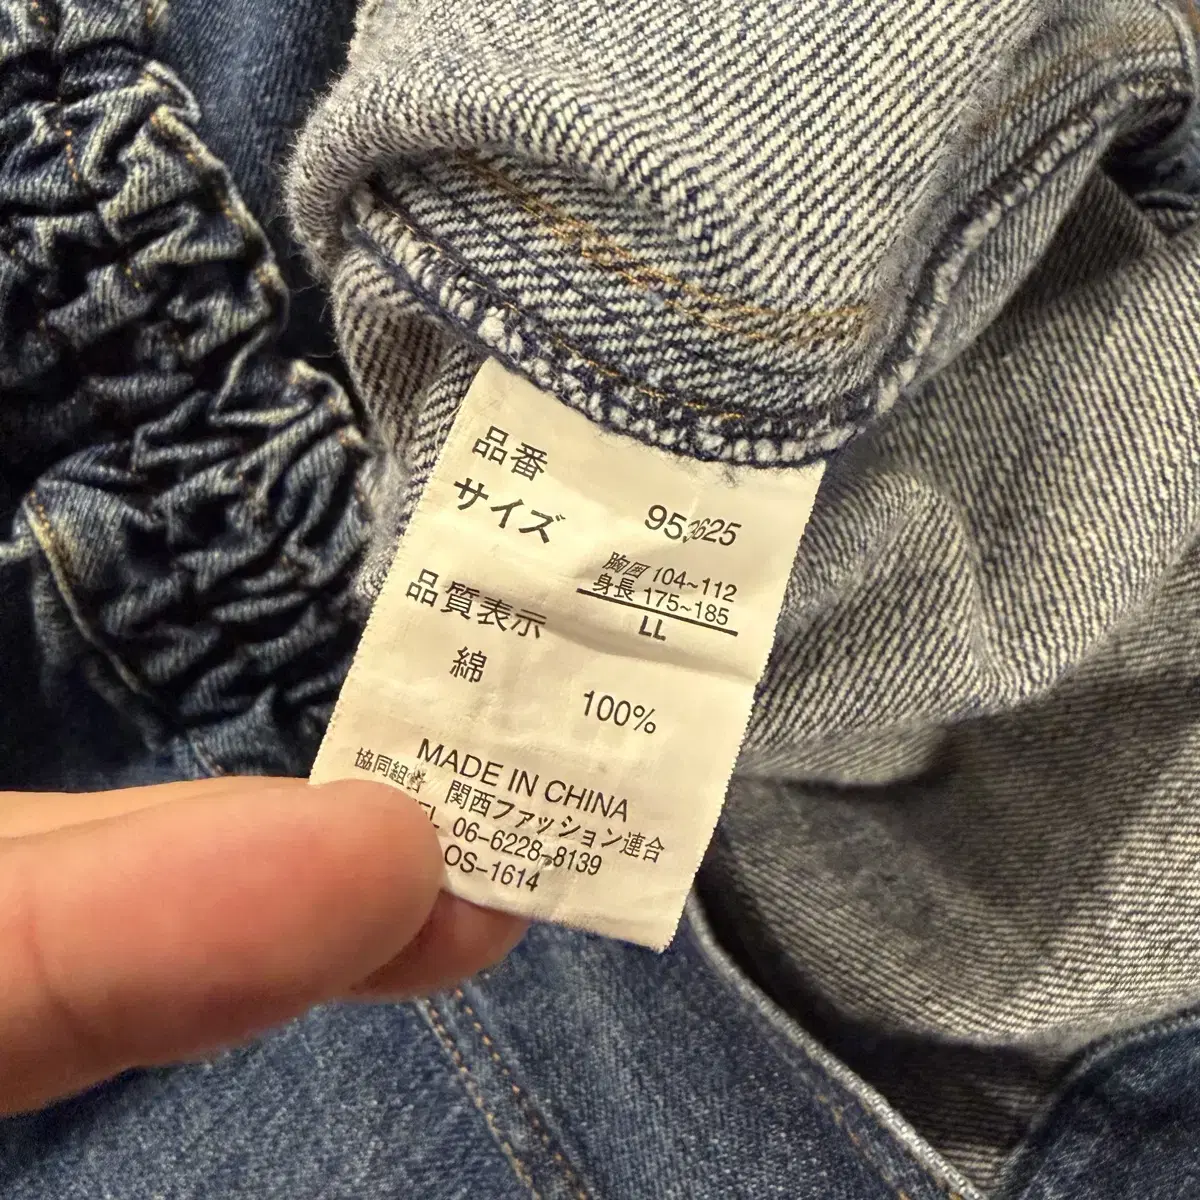 品番
953625
サイズ
胸囲 104~112
身長 175~185
LL
品質表示
綿
100%
MADE IN CHINA
協同組合 関西ファッション連合
06-6228-8139
OS-1614